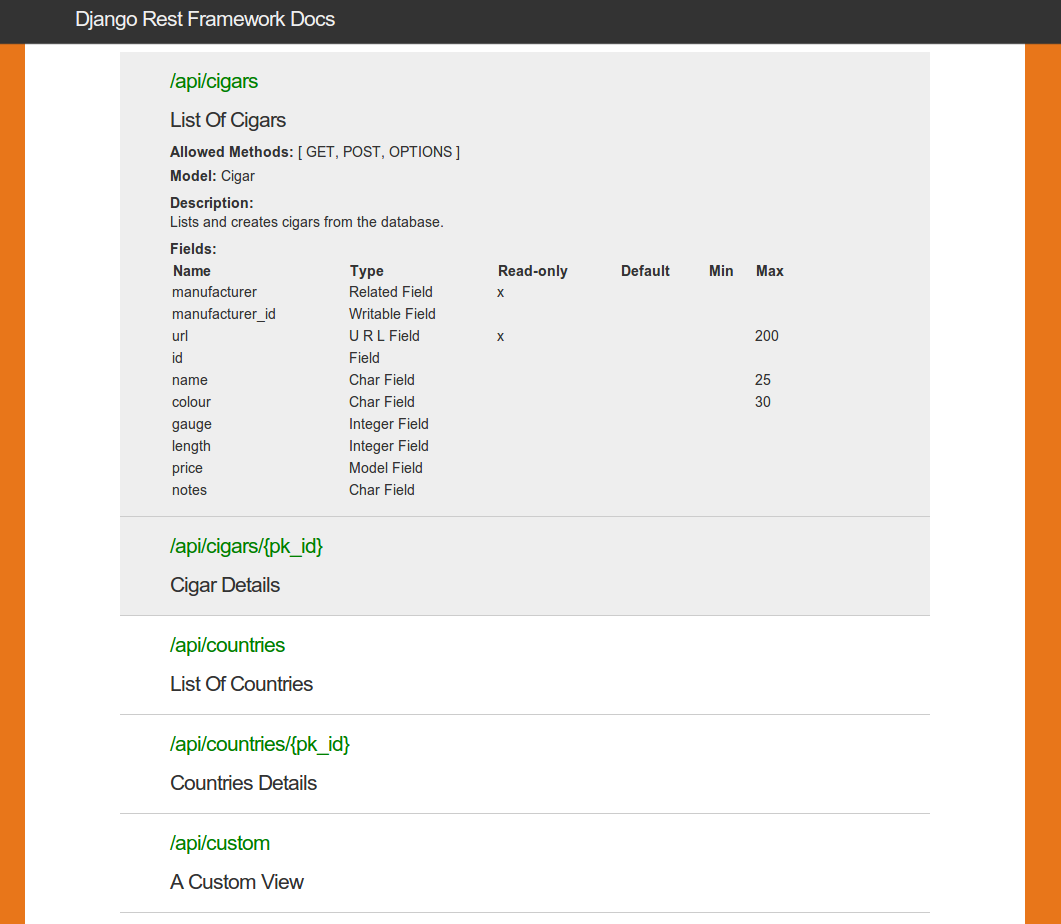 Django Rest Framework Docs
/api/cigars
List Of Cigars
Allowed Methods: [ GET, POST, OPTIONS ]
Model: Cigar
Description:
Lists and creates cigars from the database.
Fields:
Name Type Read-only Default Min Max
manufacturer Related Field x
manufacturer_id Writable Field
url U R L Field x 200
id Field
name Char Field 25
colour Char Field 30
gauge Integer Field
length Integer Field
price Model Field
notes Char Field
/api/cigars/{pk_id}
Cigar Details
/api/countries
List Of Countries
/api/countries/{pk_id}
Countries Details
/api/custom
A Custom View